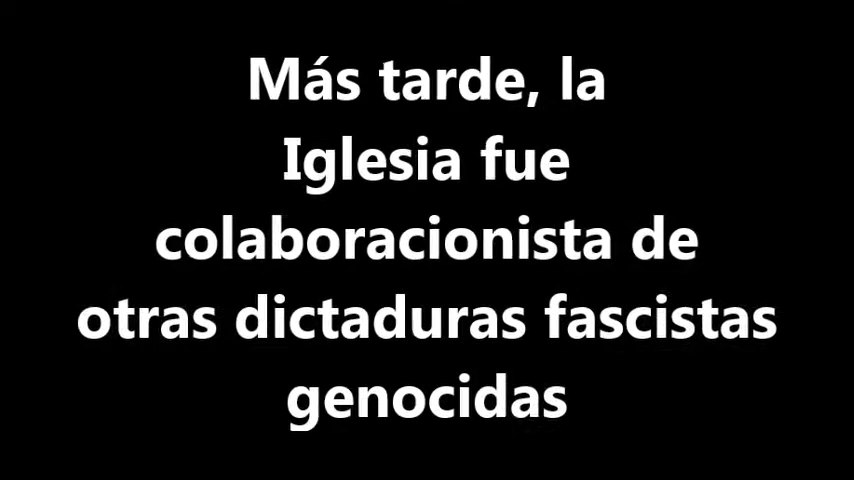 Más tarde, la
Iglesia fue
colaboracionista de
otras dictaduras fascistas
genocidas